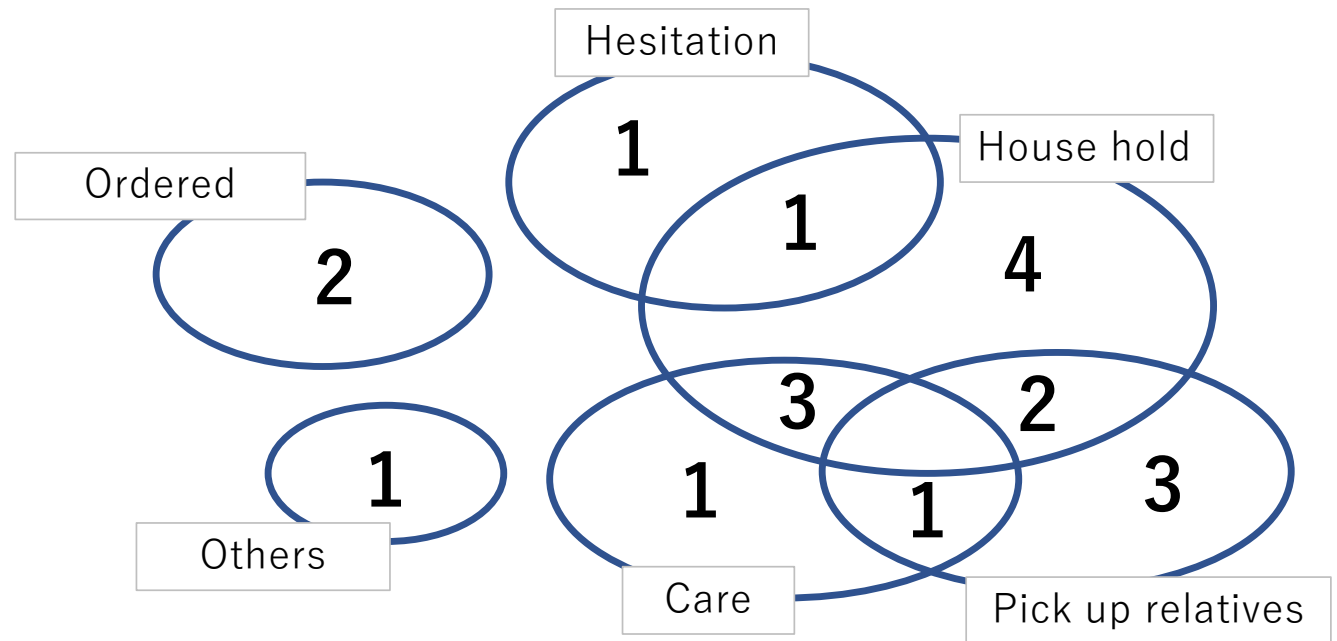 Hesitation
House hold
1
Ordered
1
4
2
3
2
1
1
3
1
Others
Care
Pick up relatives